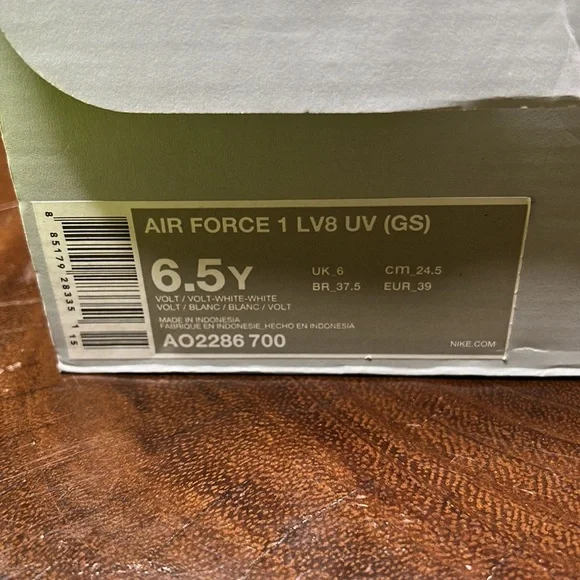 AIR FORCE 1 LV8 UV (GS)
6.5Y
UK_6 cm_24.5
BR_37.5 EUR_39
VOLT / VOLT-WHITE-WHITE
VOLT / BLANC / BLANC / VOLT
MADE IN INDONESIA
FABRIQUE EN INDONESIE_HECHO EN INDONESIA
AO2286 700
NIKE.COM
8 85179 28335 15